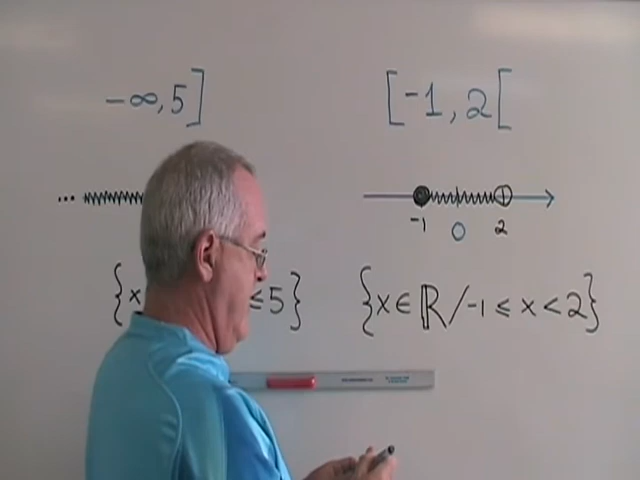 -∞, 5]
[-1, 2[
...
-1 0 2
{x ≤ 5}
{x ∈ ℝ / -1 ≤ x < 2}